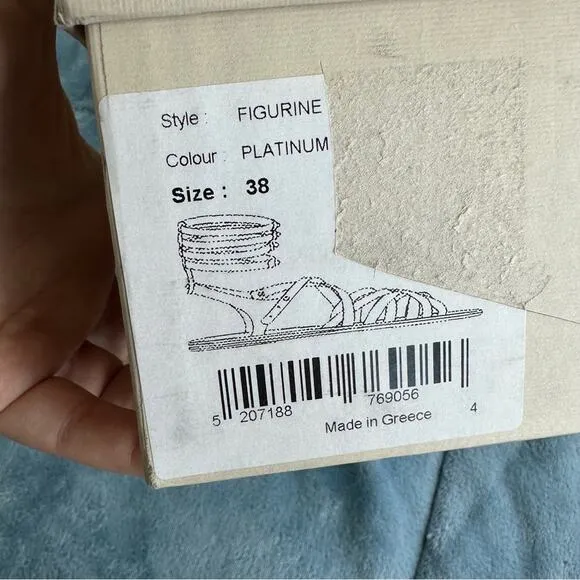 Style : FIGURINE
Colour : PLATINUM
Size : 38
5 207188 769056 4
Made in Greece